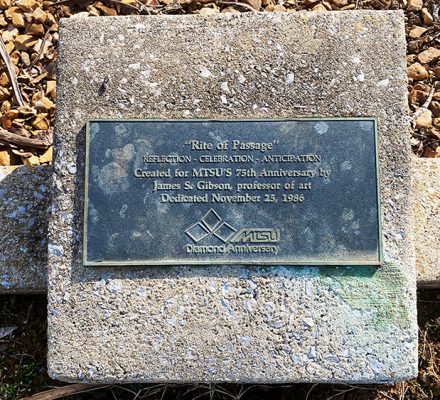 "Rite of Passage"
REFLECTION - CELEBRATION - ANTICIPATION
Created for MTSU'S 75th Anniversary by
James S. Gibson, professor of art
Dedicated November 25, 1986
MTSU
Diamond Anniversary